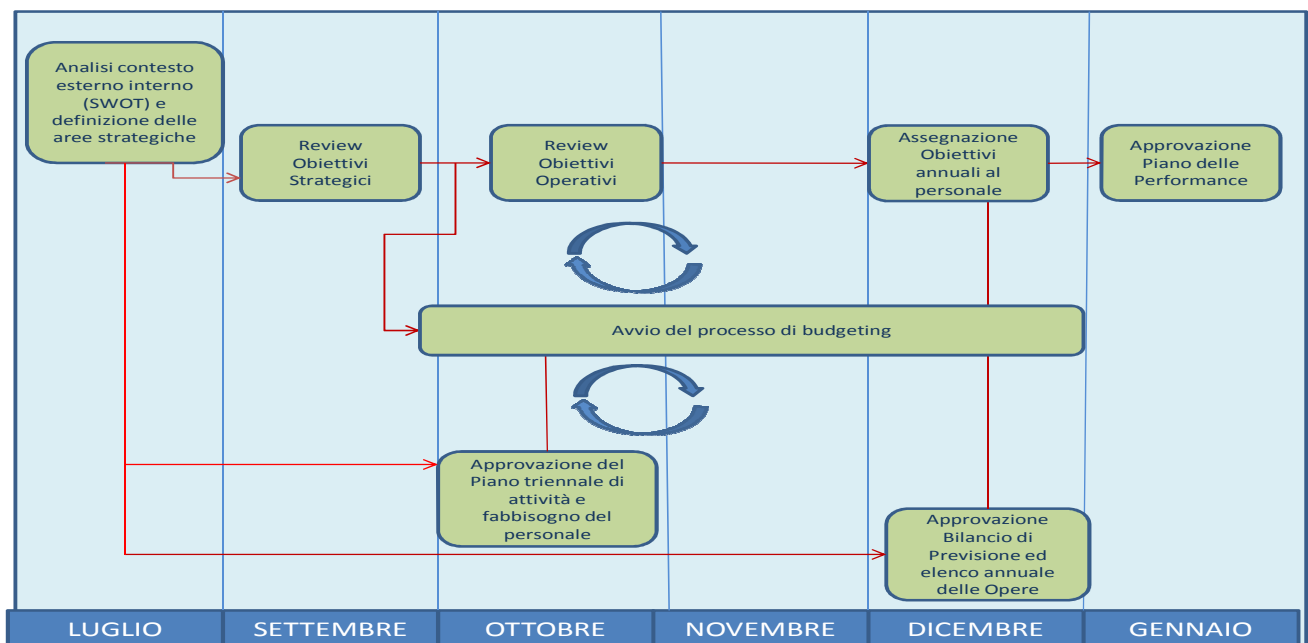 Analisi contesto
esterno interno
(SWOT) e
definizione delle
aree strategiche
Review
Obiettivi
Strategici
Review
Obiettivi
Operativi
Assegnazione
Obiettivi
annuali al
personale
Approvazione
Piano delle
Performance
Avvio del processo di budgeting
Approvazione del
Piano triennale di
attività e
fabbisogno del
personale
Approvazione
Bilancio di
Previsione ed
elenco annuale
delle Opere
LUGLIO
SETTEMBRE
OTTOBRE
NOVEMBRE
DICEMBRE
GENNAIO